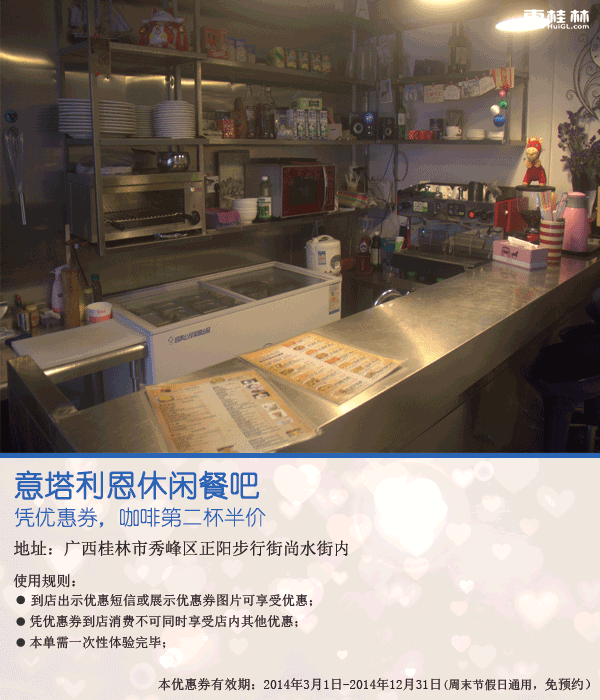 雨桂林
HuiGL.com
意塔利恩休闲餐吧
凭优惠券，咖啡第二杯半价
地址：广西桂林市秀峰区正阳步行街尚水街内
使用规则：
● 到店出示优惠短信或展示优惠券图片可享受优惠；
● 凭优惠券到店消费不可同时享受店内其他优惠；
● 本单需一次性体验完毕；
本优惠券有效期：2014年3月1日-2014年12月31日(周末节假日通用，免预约）